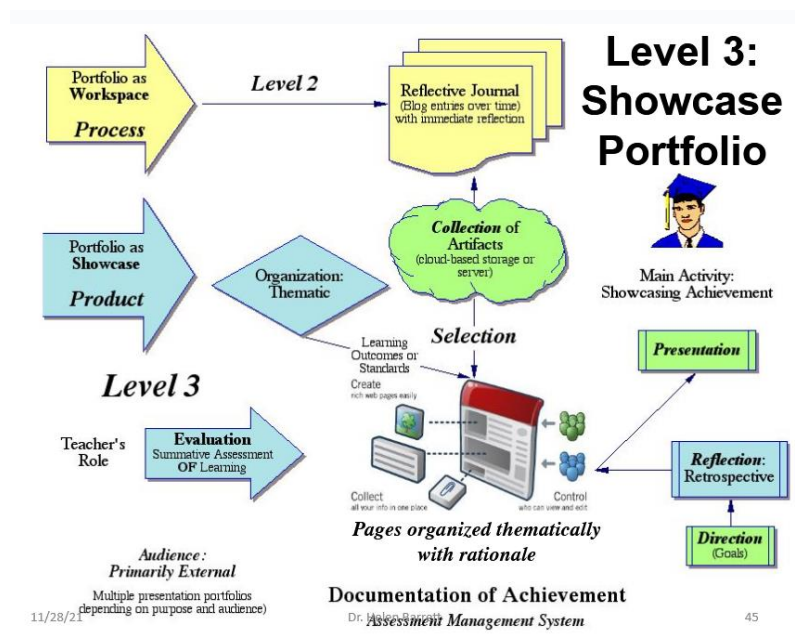 Level 3:
Showcase
Portfolio
Portfolio as
Workspace
Process
Level 2
Reflective Journal
(Blog entries over time)
with immediate reflection
Portfolio as
Showcase
Product
Organization:
Thematic
Collection of
Artifacts
(cloud-based storage or
server)
Main Activity:
Showcasing Achievement
Learning
Outcomes or
Standards
Selection
Presentation
Level 3
Create
rich web pages easily
Teacher's
Role
Evaluation
Summative Assessment
OF Learning
Reflection:
Retrospective
Collect
all your info in one place
Control
who can view and edit
Direction
(Goals)
Pages organized thematically
with rationale
Audience:
Primarily External
Multiple presentation portfolios
depending on purpose and audience)
Documentation of Achievement
Assessment Management System
11/28/21
Dr. Helen Barrett
45